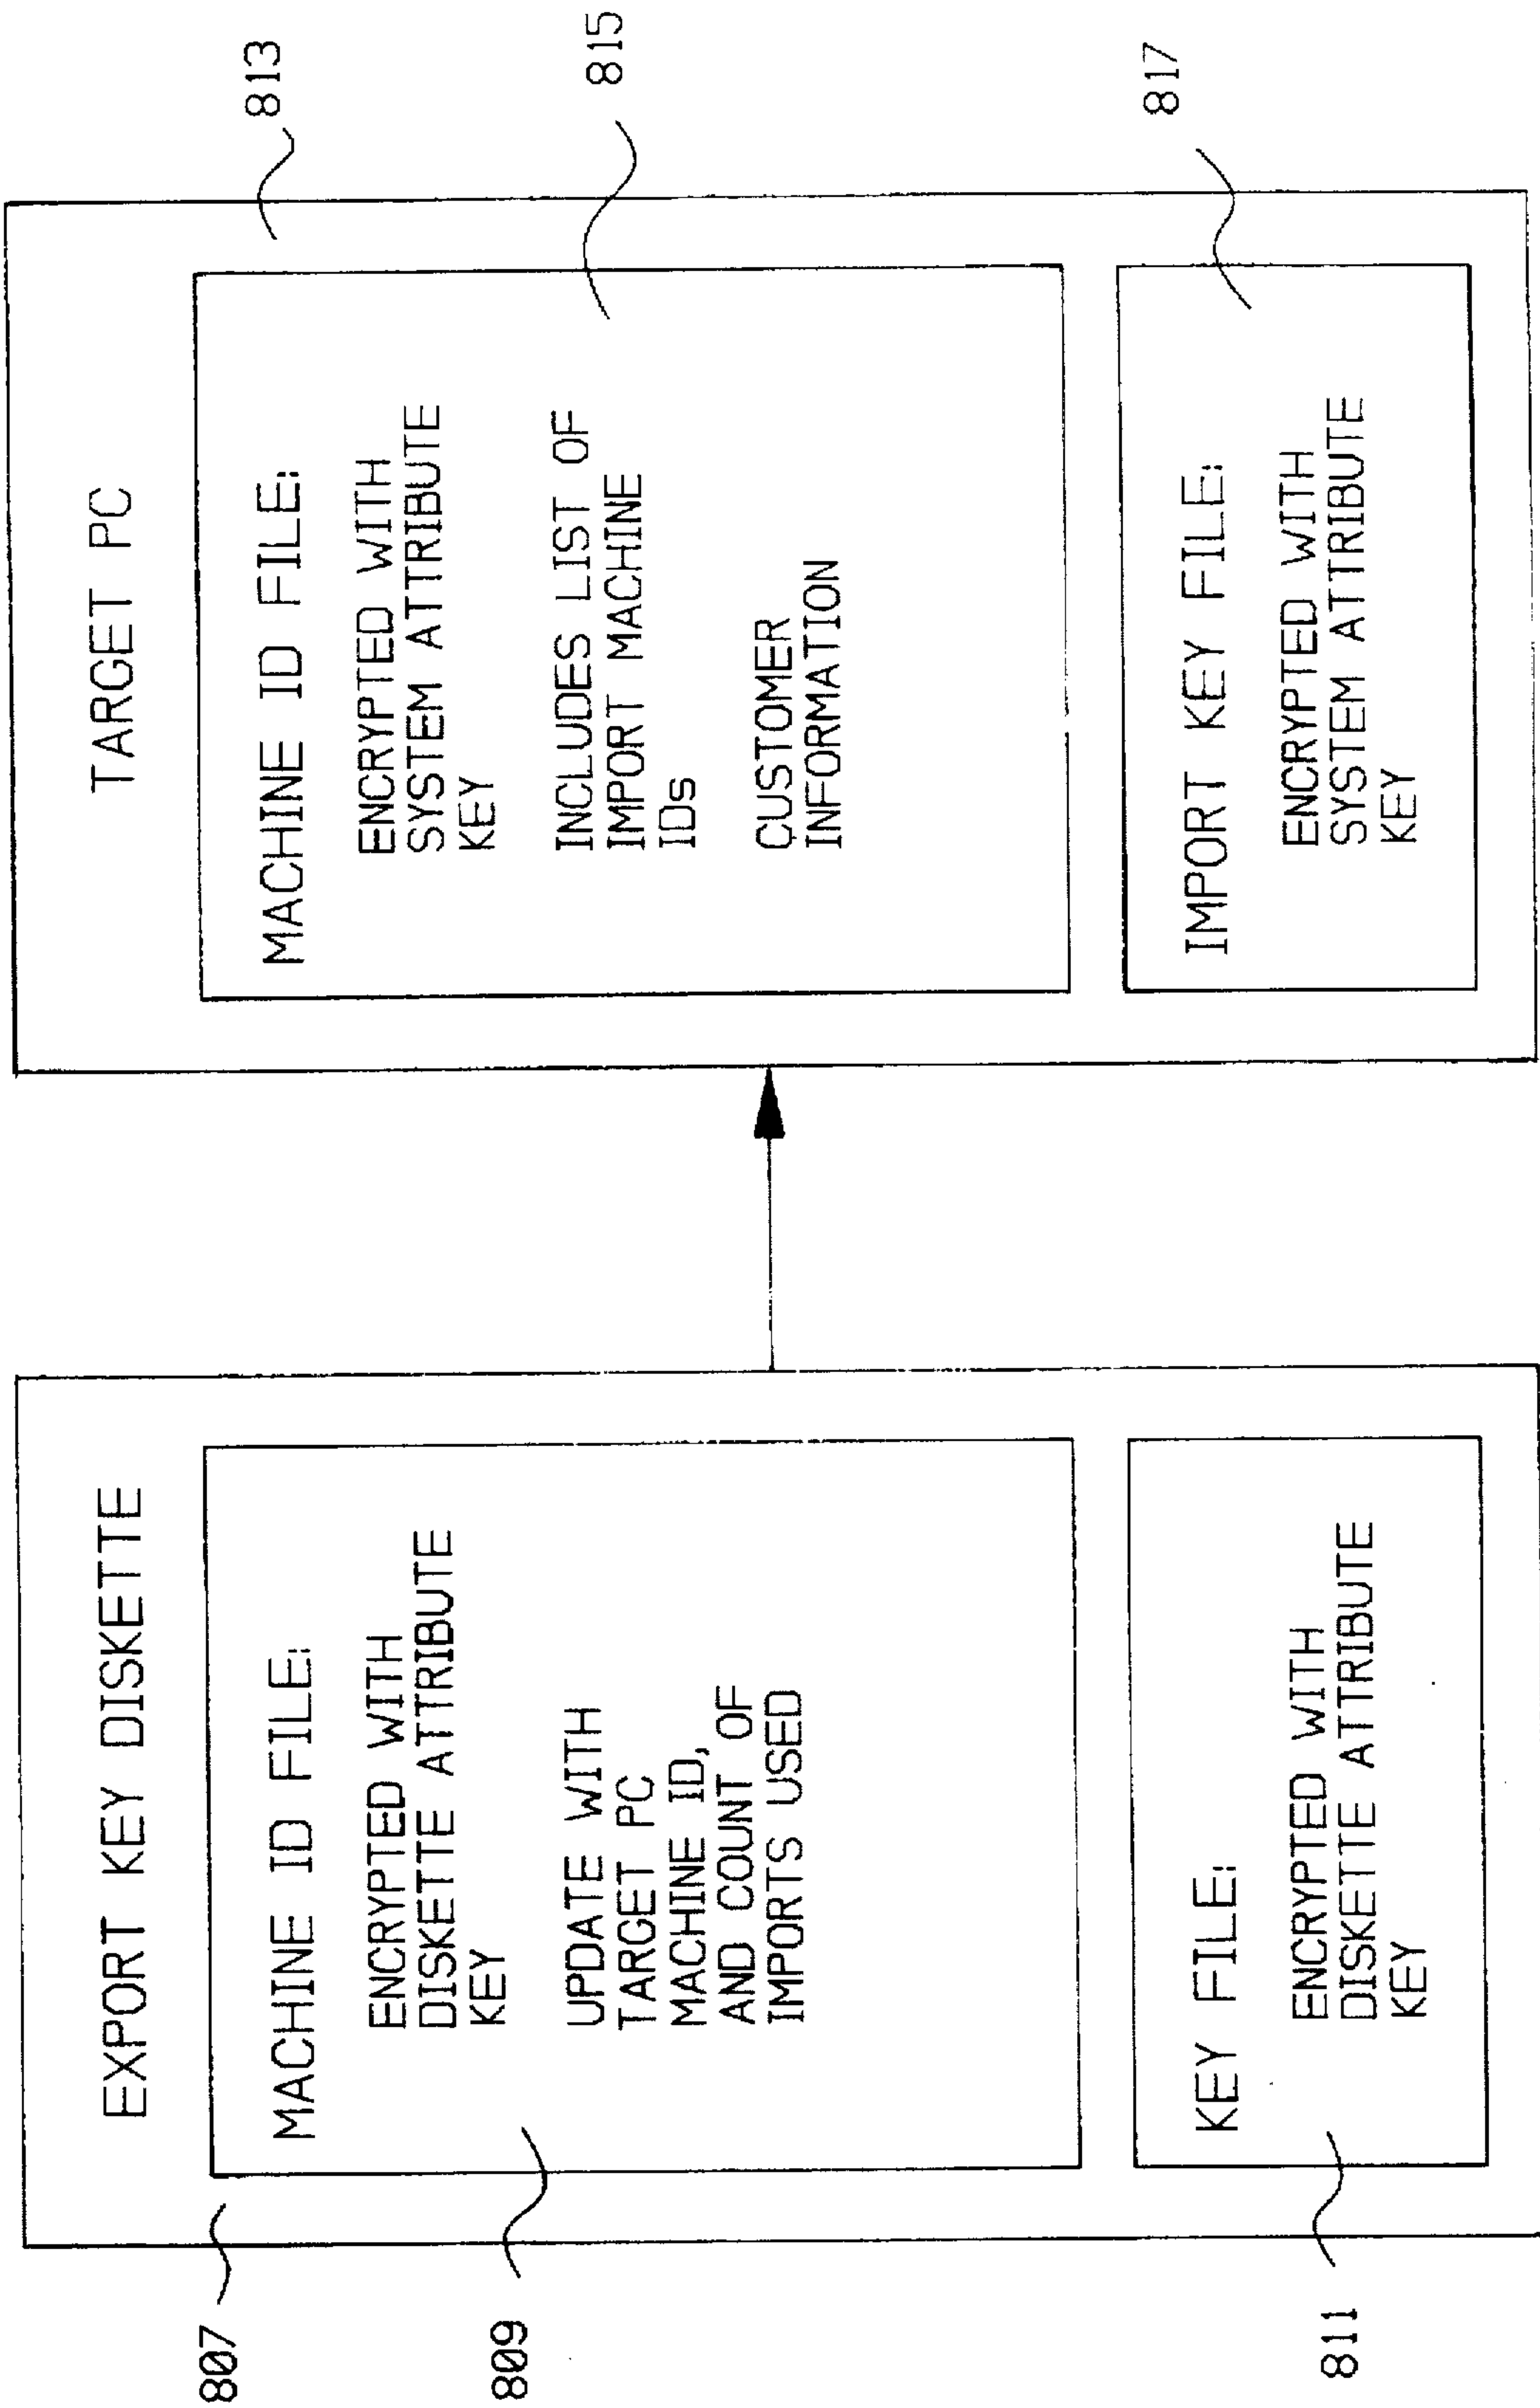 EXPORT KEY DISKETTE
807
MACHINE ID FILE:
ENCRYPTED WITH
DISKETTE ATTRIBUTE
KEY
UPDATE WITH
TARGET PC
MACHINE ID,
AND COUNT OF
IMPORTS USED
809
KEY FILE:
ENCRYPTED WITH
DISKETTE ATTRIBUTE
KEY
811
TARGET PC
813
MACHINE ID FILE:
ENCRYPTED WITH
SYSTEM ATTRIBUTE
KEY
INCLUDES LIST OF
IMPORT MACHINE
IDs
CUSTOMER
INFORMATION
815
IMPORT KEY FILE:
ENCRYPTED WITH
SYSTEM ATTRIBUTE
KEY
817